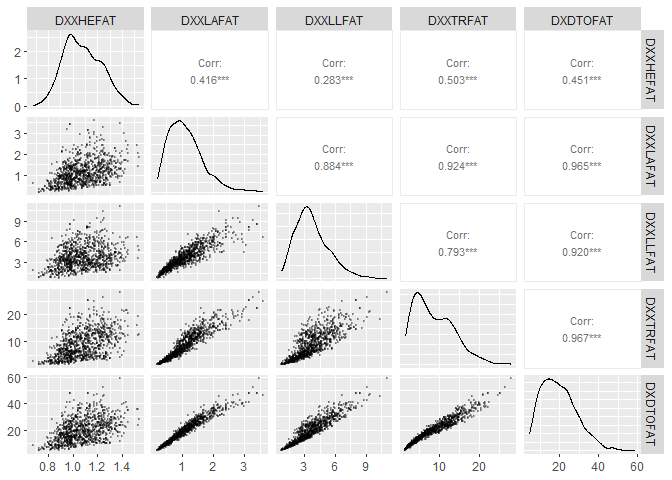 DXXHEFAT DXXLAFAT DXXLLFAT DXXTRFAT DXDTOFAT
2
1
0
Corr:
0.416***
Corr:
0.283***
Corr:
0.503***
Corr:
0.451***
DXXHEFAT
3
2
1
Corr:
0.884***
Corr:
0.924***
Corr:
0.965***
DXXLAFAT
9
6
3
Corr:
0.793***
Corr:
0.920***
DXXLLFAT
20
10
Corr:
0.967***
DXXTRFAT
60
40
20
DXDTOFAT
0.8 1.0 1.2 1.4 1 2 3 3 6 9 10 20 20 40 60